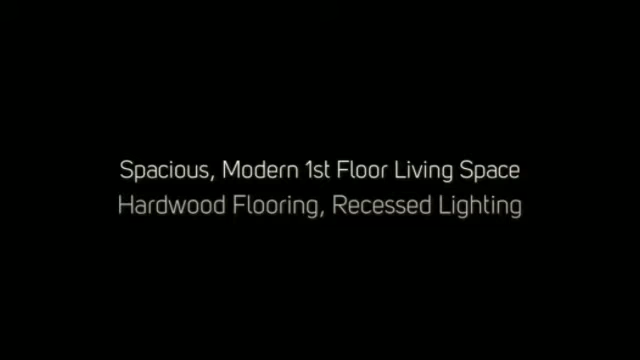 Spacious, Modern 1st Floor Living Space
Hardwood Flooring, Recessed Lighting